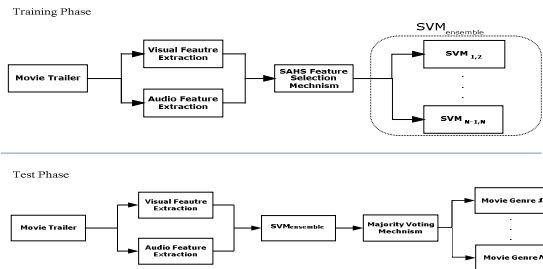 Training Phase
SVM ensemble
Visual Feautre
Extraction
SVM 1,2
Movie Trailer
SAHS Feature
Selection
Mechnism
Audio Feature
Extraction
SVM N-1,N
Test Phase
Visual Feautre
Extraction
Movie Genre 1
Movie Trailer
SVMensemble
Majority Voting
Mechnism
Audio Feature
Extraction
Movie Genre N